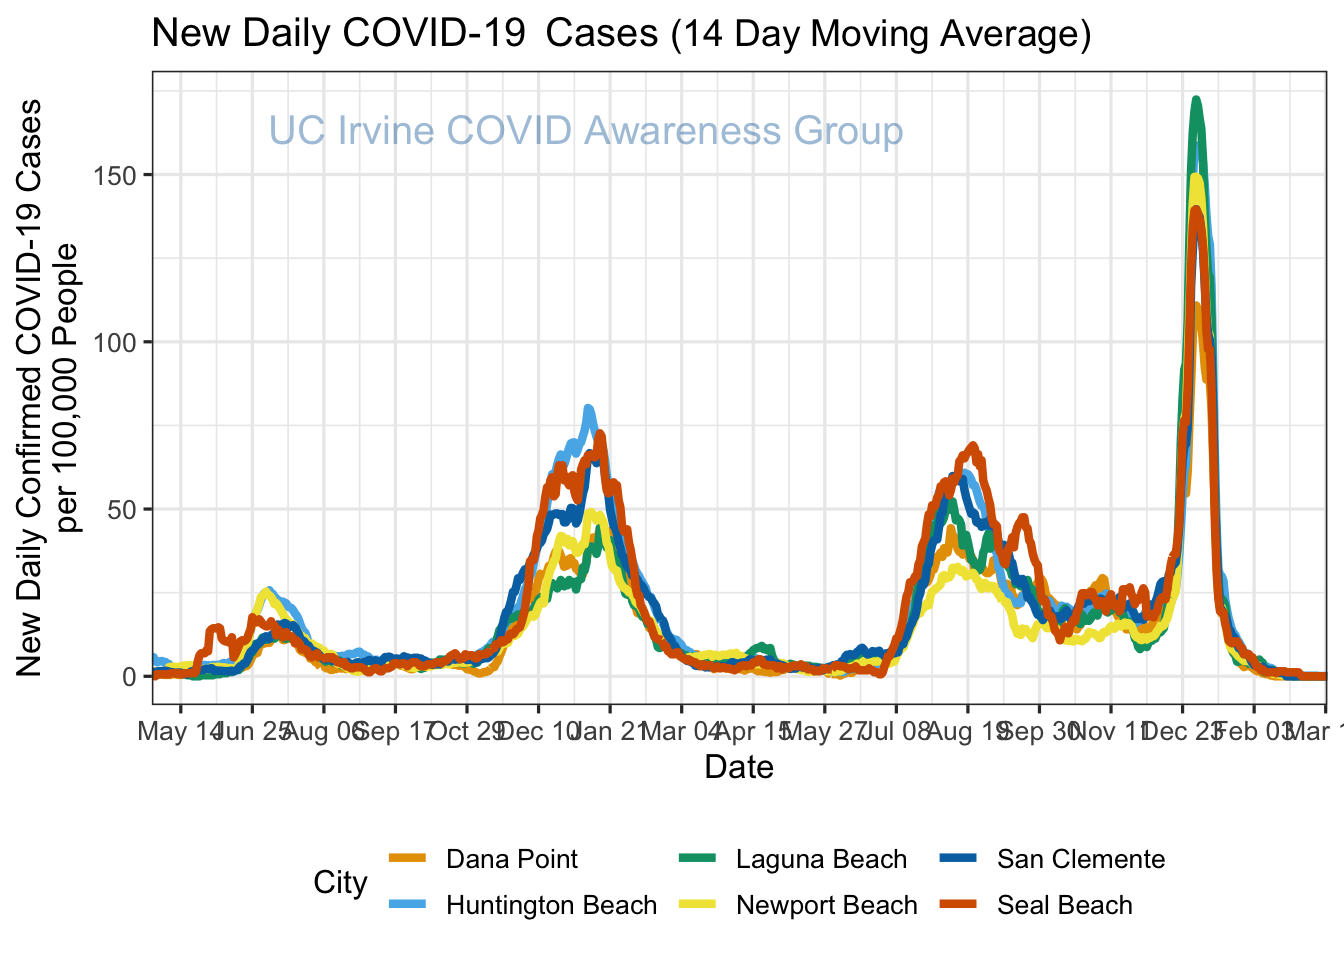 New Daily COVID-19 Cases (14 Day Moving Average)
UC Irvine COVID Awareness Group
New Daily Confirmed COVID-19 Cases
per 100,000 People
150
100
50
0
May 14 Jun 25 Aug 06 Sep 17 Oct 29 Dec 10 Jan 21 Mar 04 Apr 15 May 27 Jul 08 Aug 19 Sep 30 Nov 11 Dec 23 Feb 03 Mar 1
Date
City
Dana Point Laguna Beach San Clemente
Huntington Beach Newport Beach Seal Beach